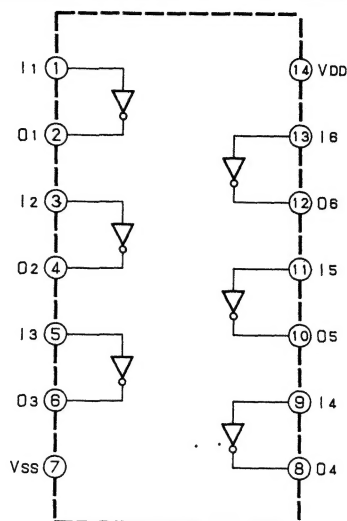 I1 1
14 VDD
O1 2
13 I6
I2 3
12 O6
O2 4
11 I5
I3 5
10 O5
O3 6
9 I4
VSS 7
8 O4